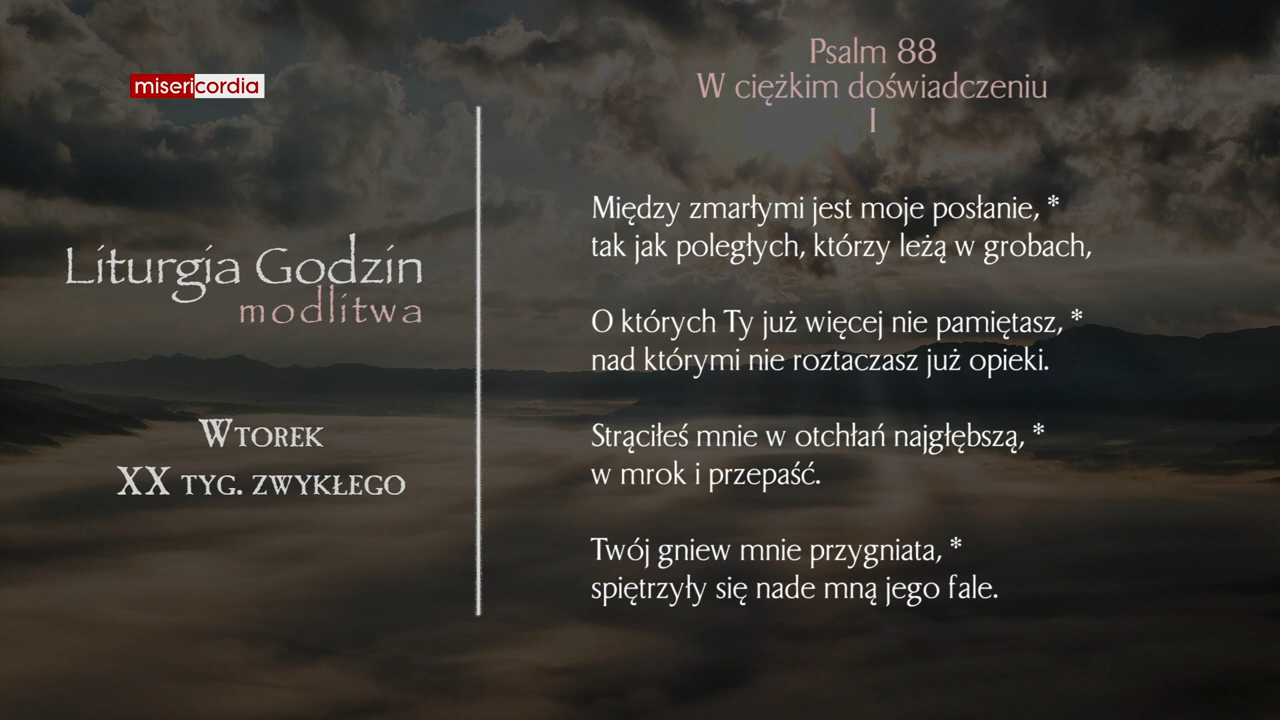 misericordia
Liturgia Godzin
modlitwa
Wtorek
XX tyg. zwykłego
Psalm 88
W ciężkim doświadczeniu
I
Między zmarłymi jest moje posłanie, *
tak jak poległych, którzy leżą w grobach,
O których Ty już więcej nie pamiętasz, *
nad którymi nie roztaczasz już opieki.
Strąciłeś mnie w otchłań najgłębszą, *
w mrok i przepaść.
Twój gniew mnie przygniata, *
spiętrzyły się nade mną jego fale.